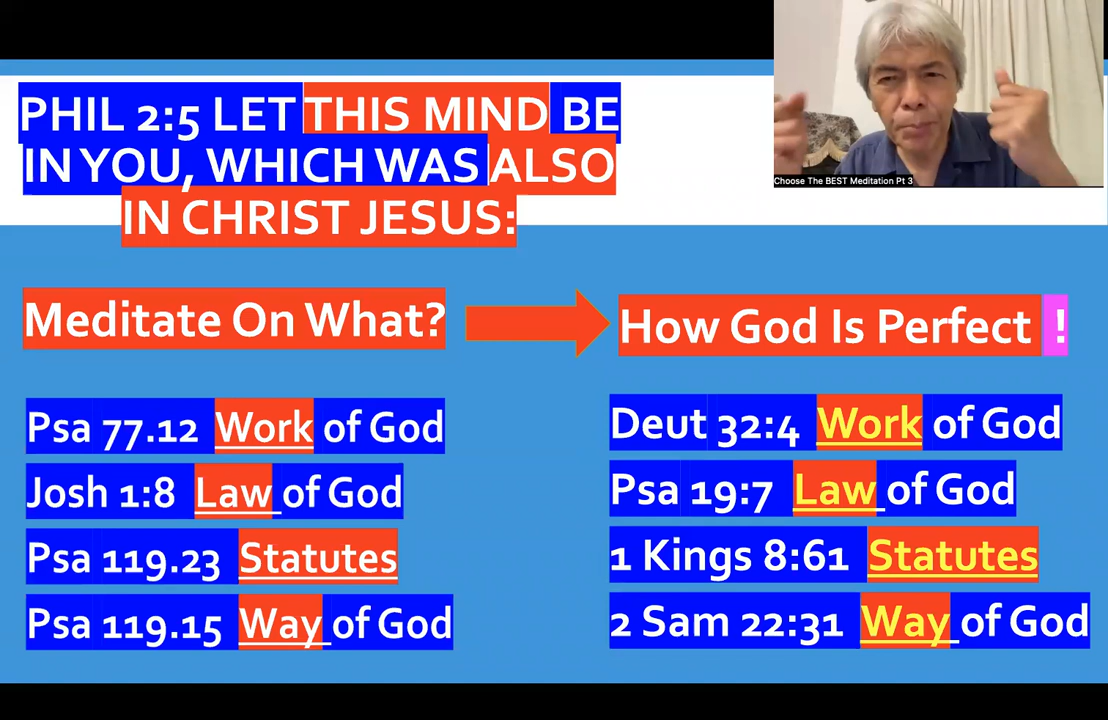 PHIL 2:5 LET THIS MIND BE
IN YOU, WHICH WAS ALSO
IN CHRIST JESUS:
Choose The BEST Meditation Pt 3
Meditate On What?
How God Is Perfect !
Psa 77.12 Work of God
Josh 1:8 Law of God
Psa 119.23 Statutes
Psa 119.15 Way of God
Deut 32:4 Work of God
Psa 19:7 Law of God
1 Kings 8:61 Statutes
2 Sam 22:31 Way of God